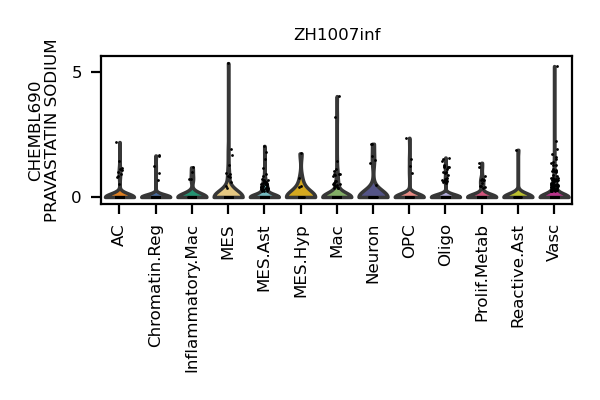 ZH1007inf
CHEMBL690
PRAVASTATIN SODIUM
5
0
AC
Chromatin.Reg
Inflammatory.Mac
MES
MES.Ast
MES.Hyp
Mac
Neuron
OPC
Oligo
Prolif.Metab
Reactive.Ast
Vasc